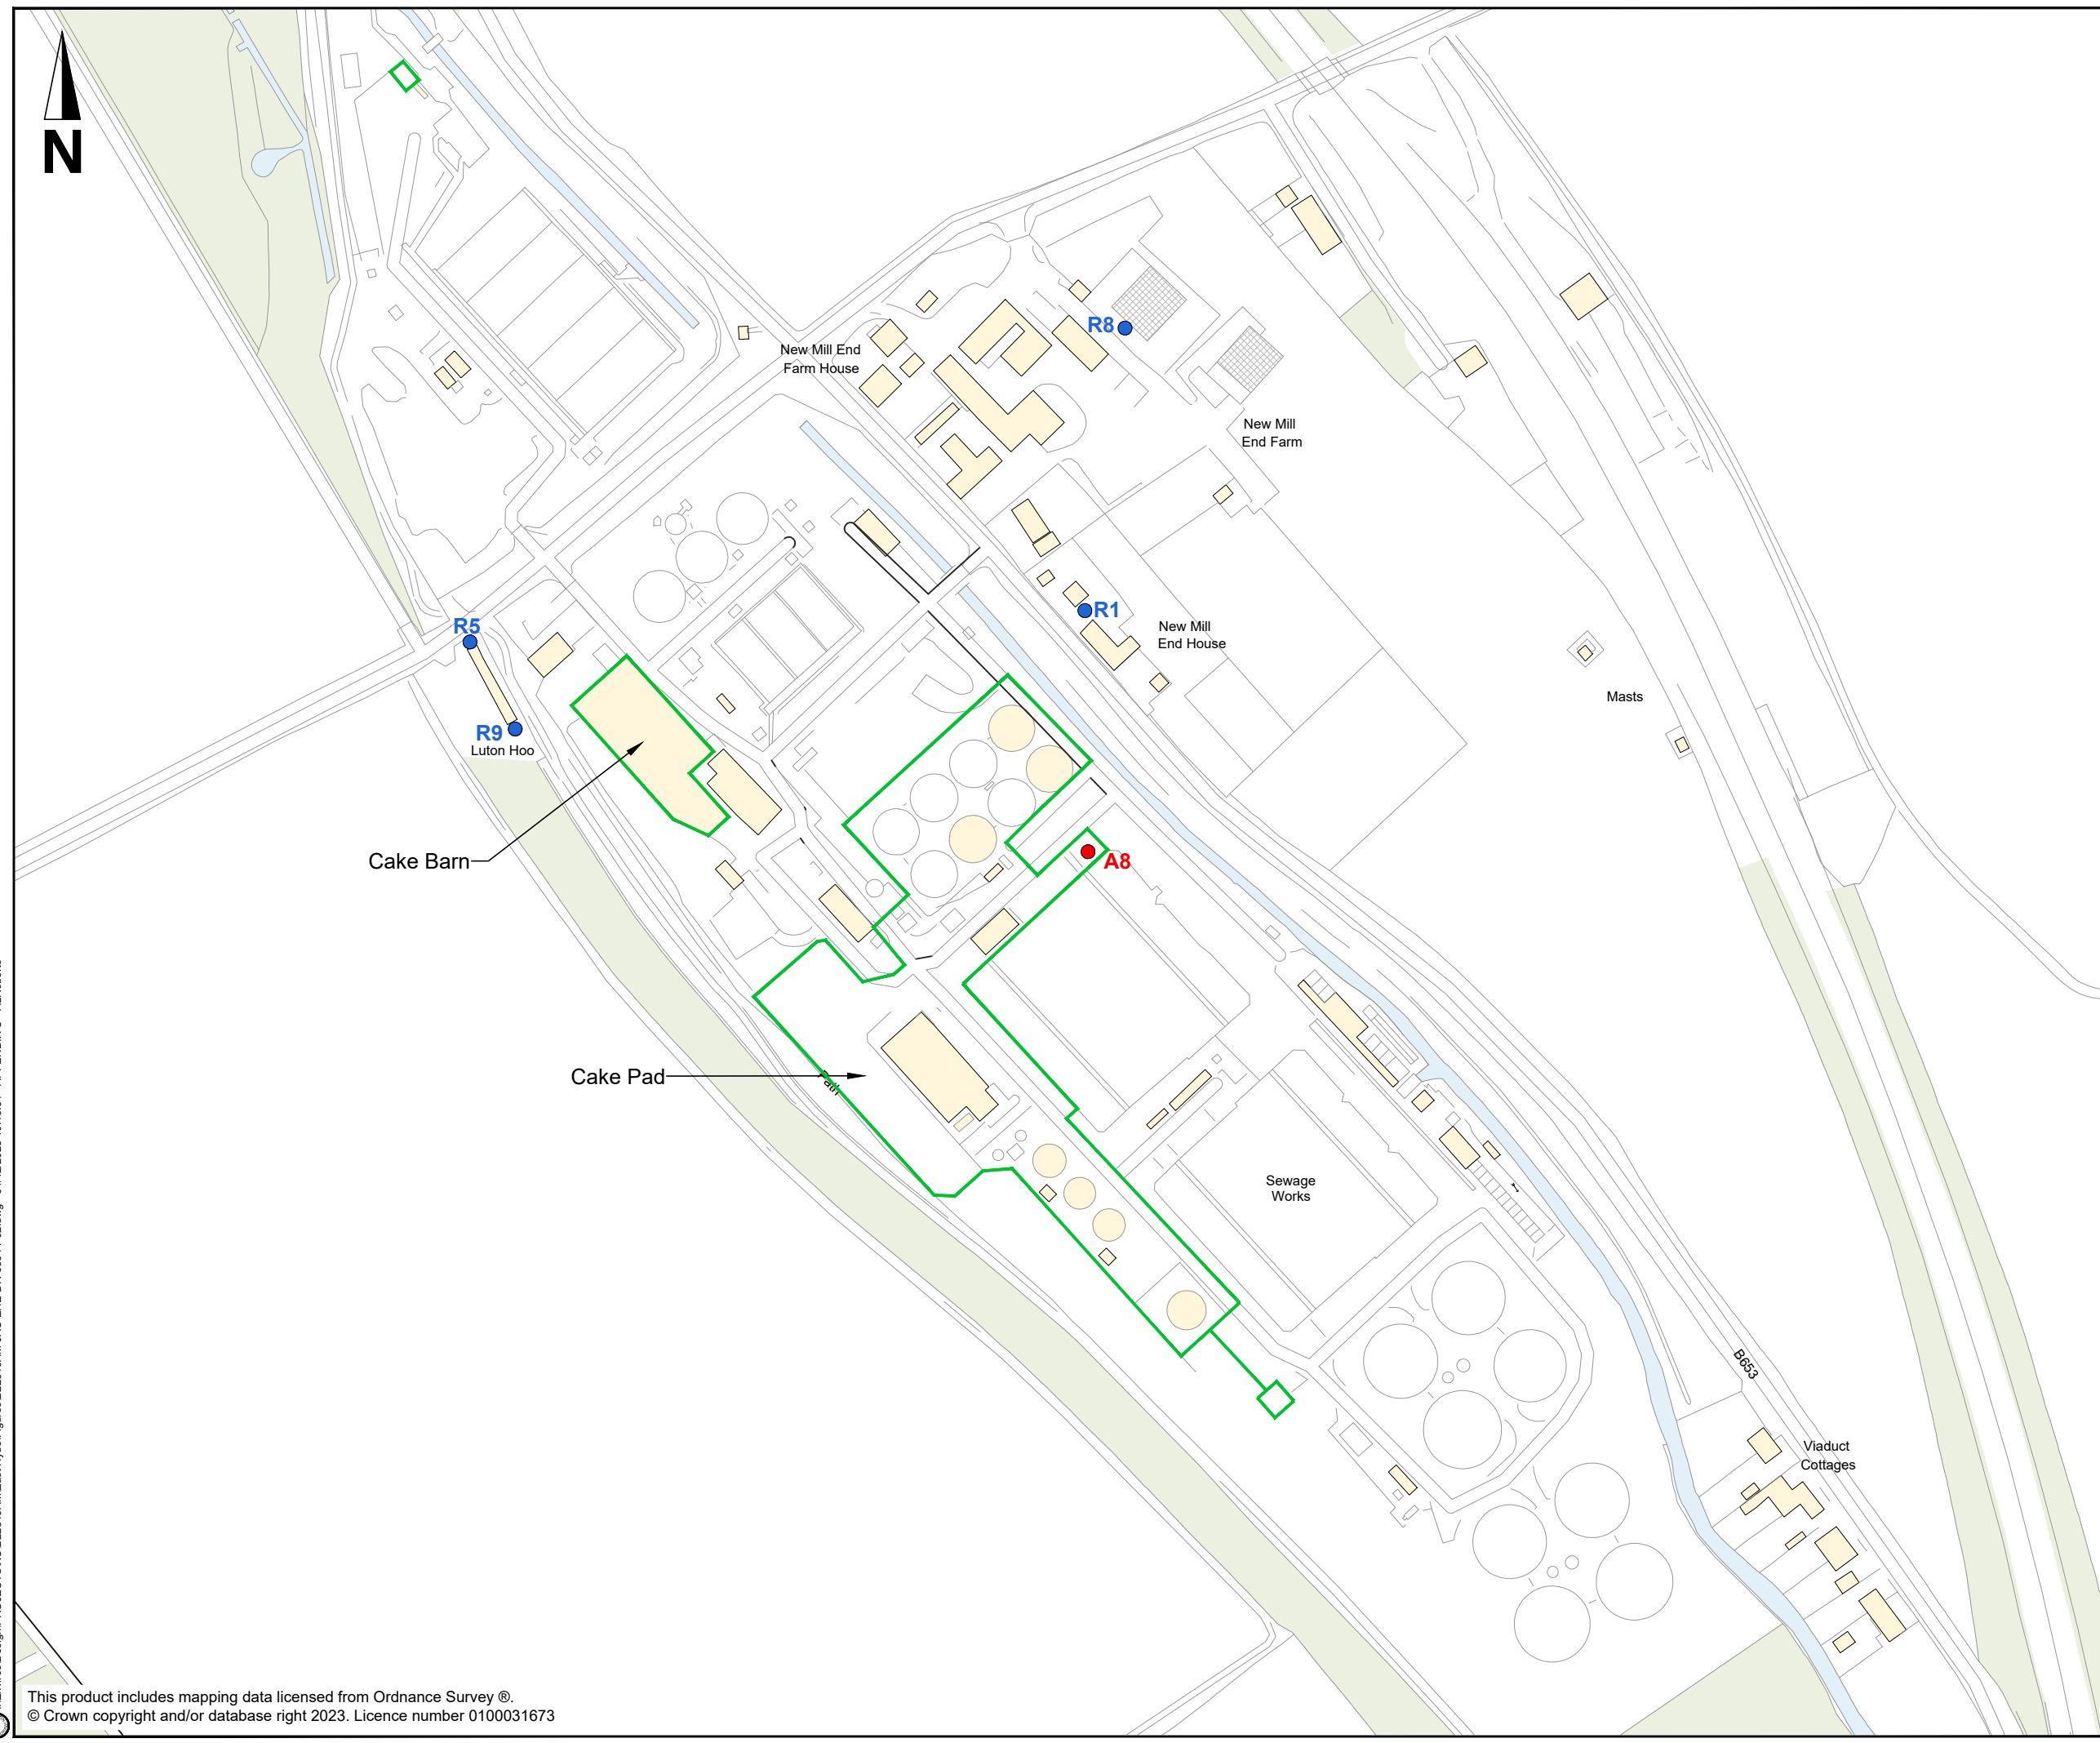 N
R8
New Mill End
Farm House
New Mill
End Farm
R1
New Mill
End House
R5
R9
Luton Hoo
Masts
Cake Barn
A8
Cake Pad
Path
Sewage
Works
B653
Viaduct
Cottages
This product includes mapping data licensed from Ordnance Survey ®.
© Crown copyright and/or database right 2023. Licence number 0100031673